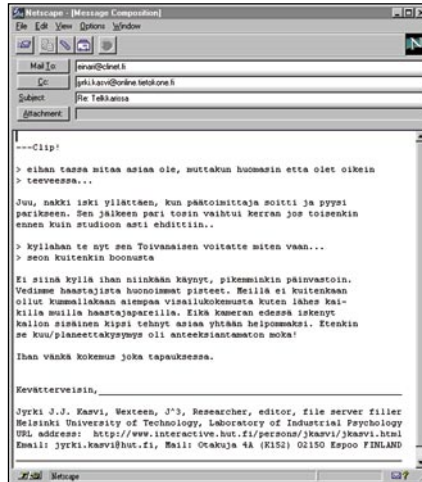 Netscape - [Message Composition]
File Edit View Options Window
Mail To: einari@clinet.fi
Cc: jyrki.kasvi@online.tietokone.fi
Subject: Re: Telkkarissa
Attachment:
---Clip!
> eihan tassa mitaa asiaa ole, muttakun huomasin etta olet oikein
> teeveessa...
Juu, nakki iski yllättäen, kun päätoimittaja soitti ja pyysi
parikseen. Sen jälkeen pari tosin vaihtui kerran jos toisenkin
ennen kuin studioon asti ehdittiin..
> kyllahan te nyt sen Toivanaisen voitatte miten vaan...
> seon kuitenkin boonusta
Ei siinä kyllä ihan niinkään käynyt, pikemminkin päinvastoin.
Vedimme haastajista huonoimmat pisteet. Meillä ei kuitenkaan
ollut kummallakaan aiempaa visailukokemusta kuten lähes kai-
killa muilla haastajapareilla. Eikä kameran edessä iskenyt
kallon sisäinen kipsi tehnyt asiaa yhtään helpommaksi. Etenkin
se kuu/planeettakysymys oli anteeksiantamaton moka!
Ihan vänkä kokemus joka tapauksessa.
Kevätterveisin,
Jyrki J.J. Kasvi, Wexteen, J^3, Researcher, editor, file server filler
Helsinki University of Technology, Laboratory of Industrial Psychology
URL address: http://www.interactive.hut.fi/persons/jkasvi/jkasvi.html
Email: jyrki.kasvi@hut.fi, Mail: Otakuja 4A (K152) 02150 Espoo FINLAND
Netscape